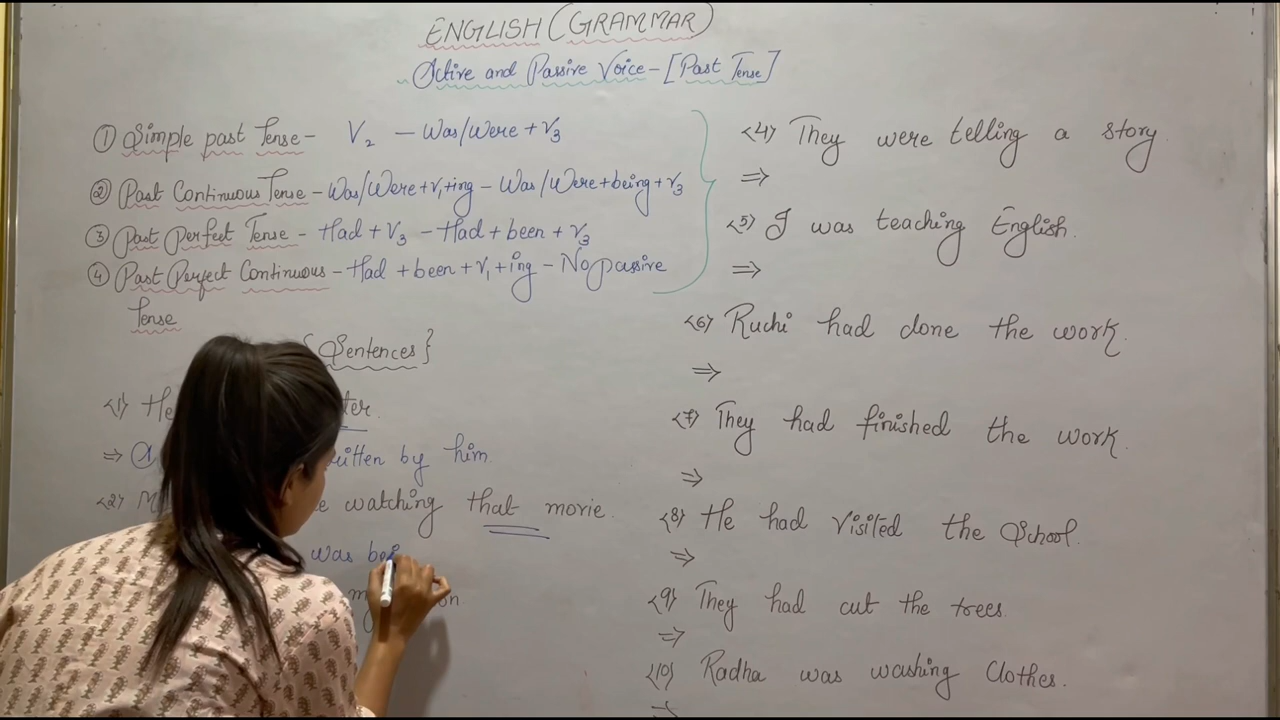 ENGLISH (GRAMMAR)
Active and Passive Voice - [Past Tense]
① Simple past Tense - V₂ - Was/Were + V₃
② Past Continuous Tense - Was/Were + V₁ + ing - Was/Were + being + V₃
③ Past Perfect Tense - Had + V₃ - Had + been + V₃
④ Past Perfect Continuous - Had + been + V₁ + ing - No passive
Tense
{Sentences}
<1> He
⇒ A written by him.
<2> watching that movie.
was bei
<4> They were telling a story.
⇒
<5> I was teaching English.
⇒
<6> Ruchi had done the work.
⇒
<7> They had finished the work.
⇒
<8> He had visited the School.
⇒
<9> They had cut the trees.
⇒
<10> Radha was washing Clothes.
⇒